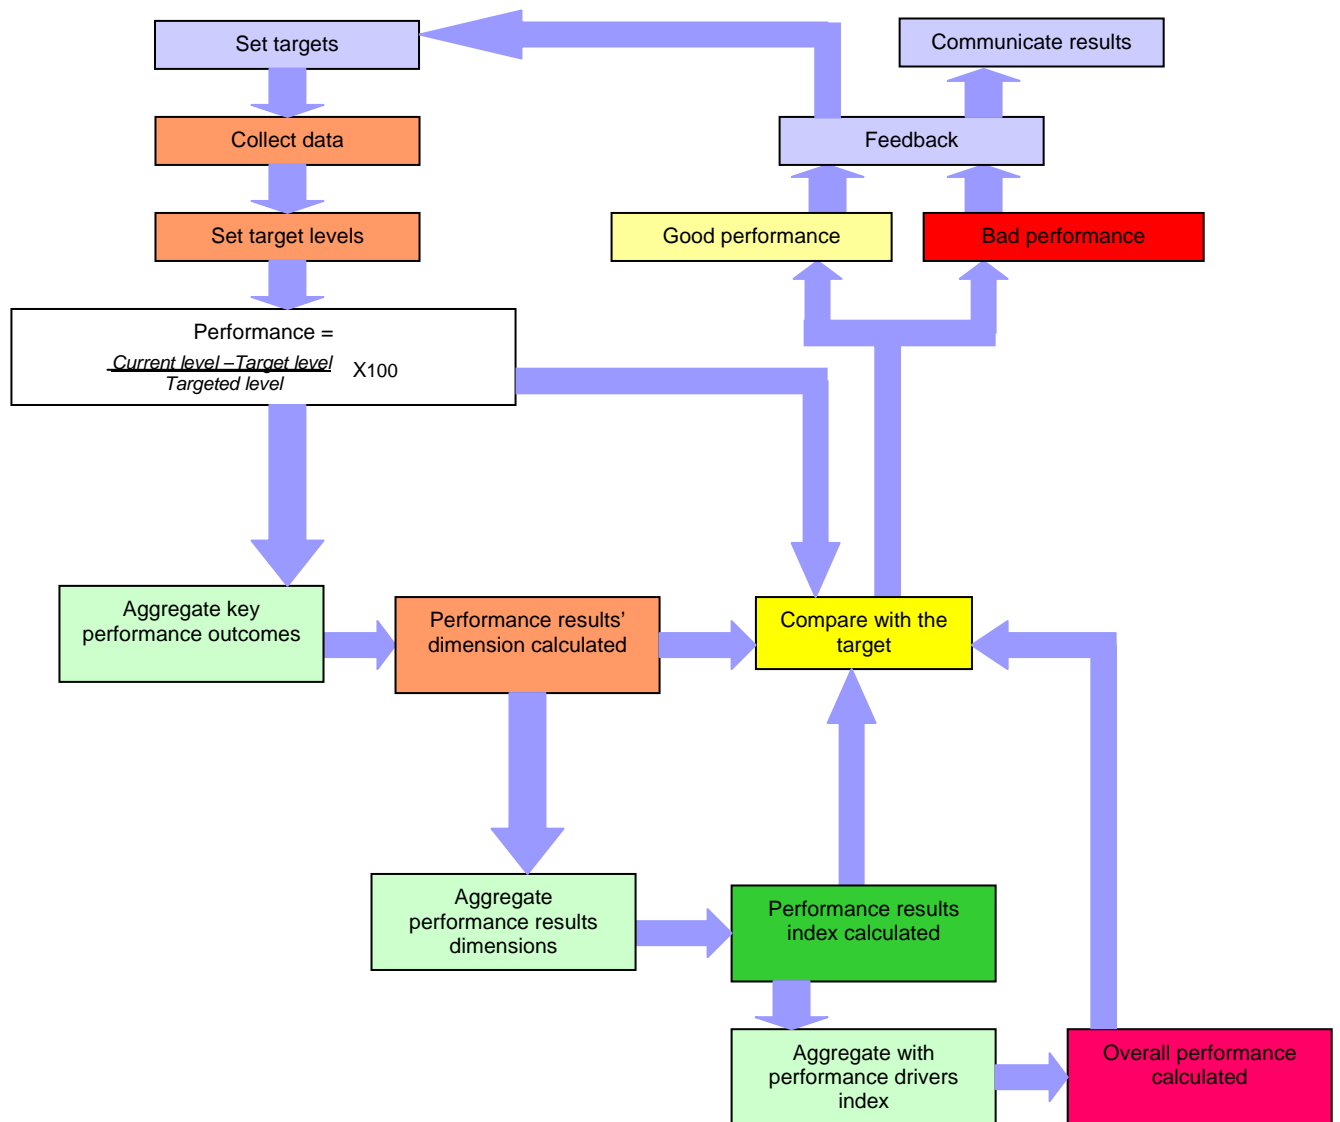 Set targets
Communicate results
Collect data
Feedback
Set target levels
Good performance
Bad performance
Performance =
Current level –Target level
Targeted level
X100
Aggregate key
performance outcomes
Performance results’
dimension calculated
Compare with the
target
Aggregate
performance results
dimensions
Performance results
index calculated
Aggregate with
performance drivers
index
Overall performance
calculated